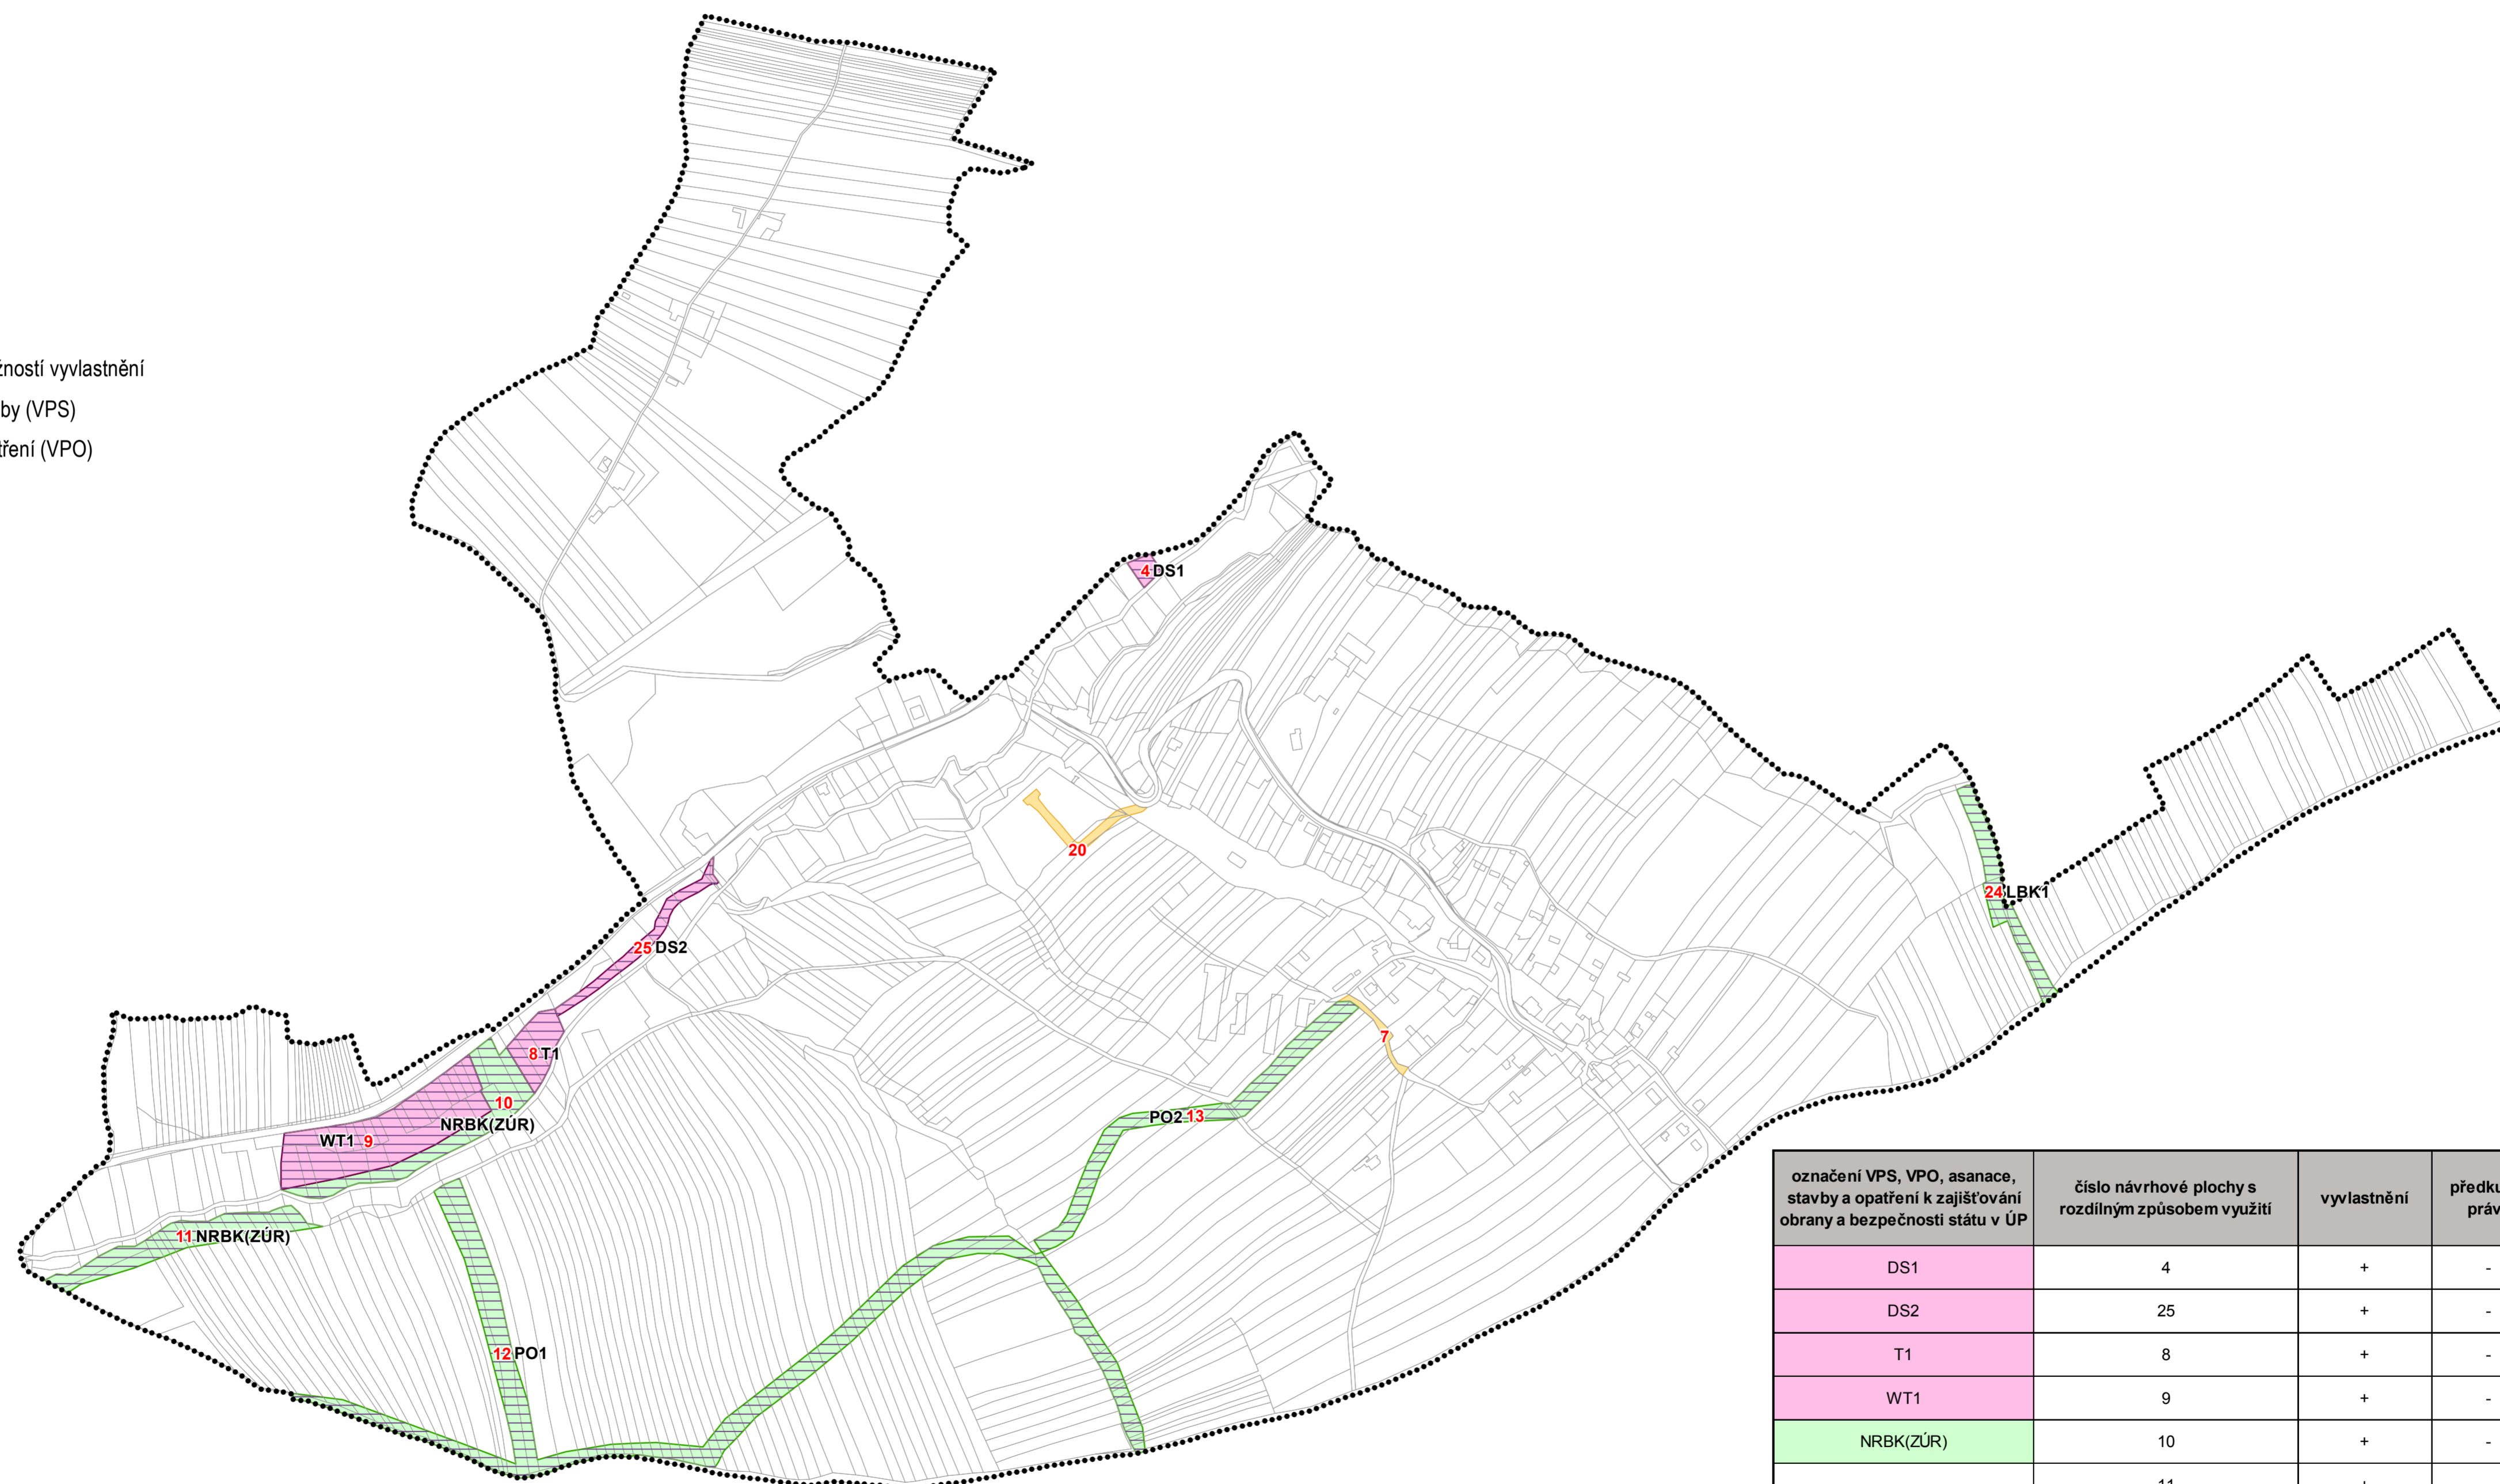 žností vyvlastnění
by (VPS)
tření (VPO)
4 DS1
20
24 LBK1
25 DS2
7
8 T1
10
NRBK(ZÚR)
WT1 9
PO2 13
11 NRBK(ZÚR)
12 PO1
označení VPS, VPO, asanace,
stavby a opatření k zajišťování
obrany a bezpečnosti státu v ÚP
číslo návrhové plochy s
rozdílným způsobem využití
vyvlastnění
předku
práv
DS1 4 + -
DS2 25 + -
T1 8 + -
WT1 9 + -
NRBK(ZÚR) 10 + -
11